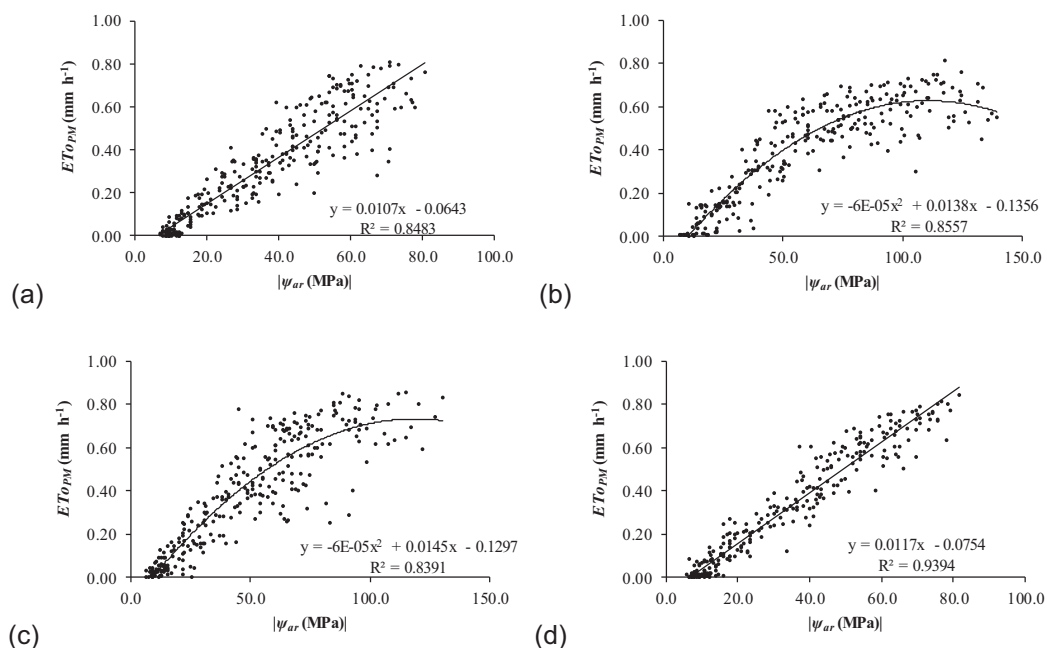 1.00
0.80
0.60
0.40
0.20
0.00
ETo_PM (mm h⁻¹)
y = 0.0107x - 0.0643
R² = 0.8483
0.0 20.0 40.0 60.0 80.0 100.0
|ψ_ar (MPa)|
(a)
1.00
0.80
0.60
0.40
0.20
0.00
ETo_PM (mm h⁻¹)
y = -6E-05x² + 0.0138x - 0.1356
R² = 0.8557
0.0 50.0 100.0 150.0
|ψ_ar (MPa)|
(b)
1.00
0.80
0.60
0.40
0.20
0.00
ETo_PM (mm h⁻¹)
y = -6E-05x² + 0.0145x - 0.1297
R² = 0.8391
0.0 50.0 100.0 150.0
|ψ_ar (MPa)|
(c)
1.00
0.80
0.60
0.40
0.20
0.00
ETo_PM (mm h⁻¹)
y = 0.0117x - 0.0754
R² = 0.9394
0.0 20.0 40.0 60.0 80.0 100.0
|ψ_ar (MPa)|
(d)